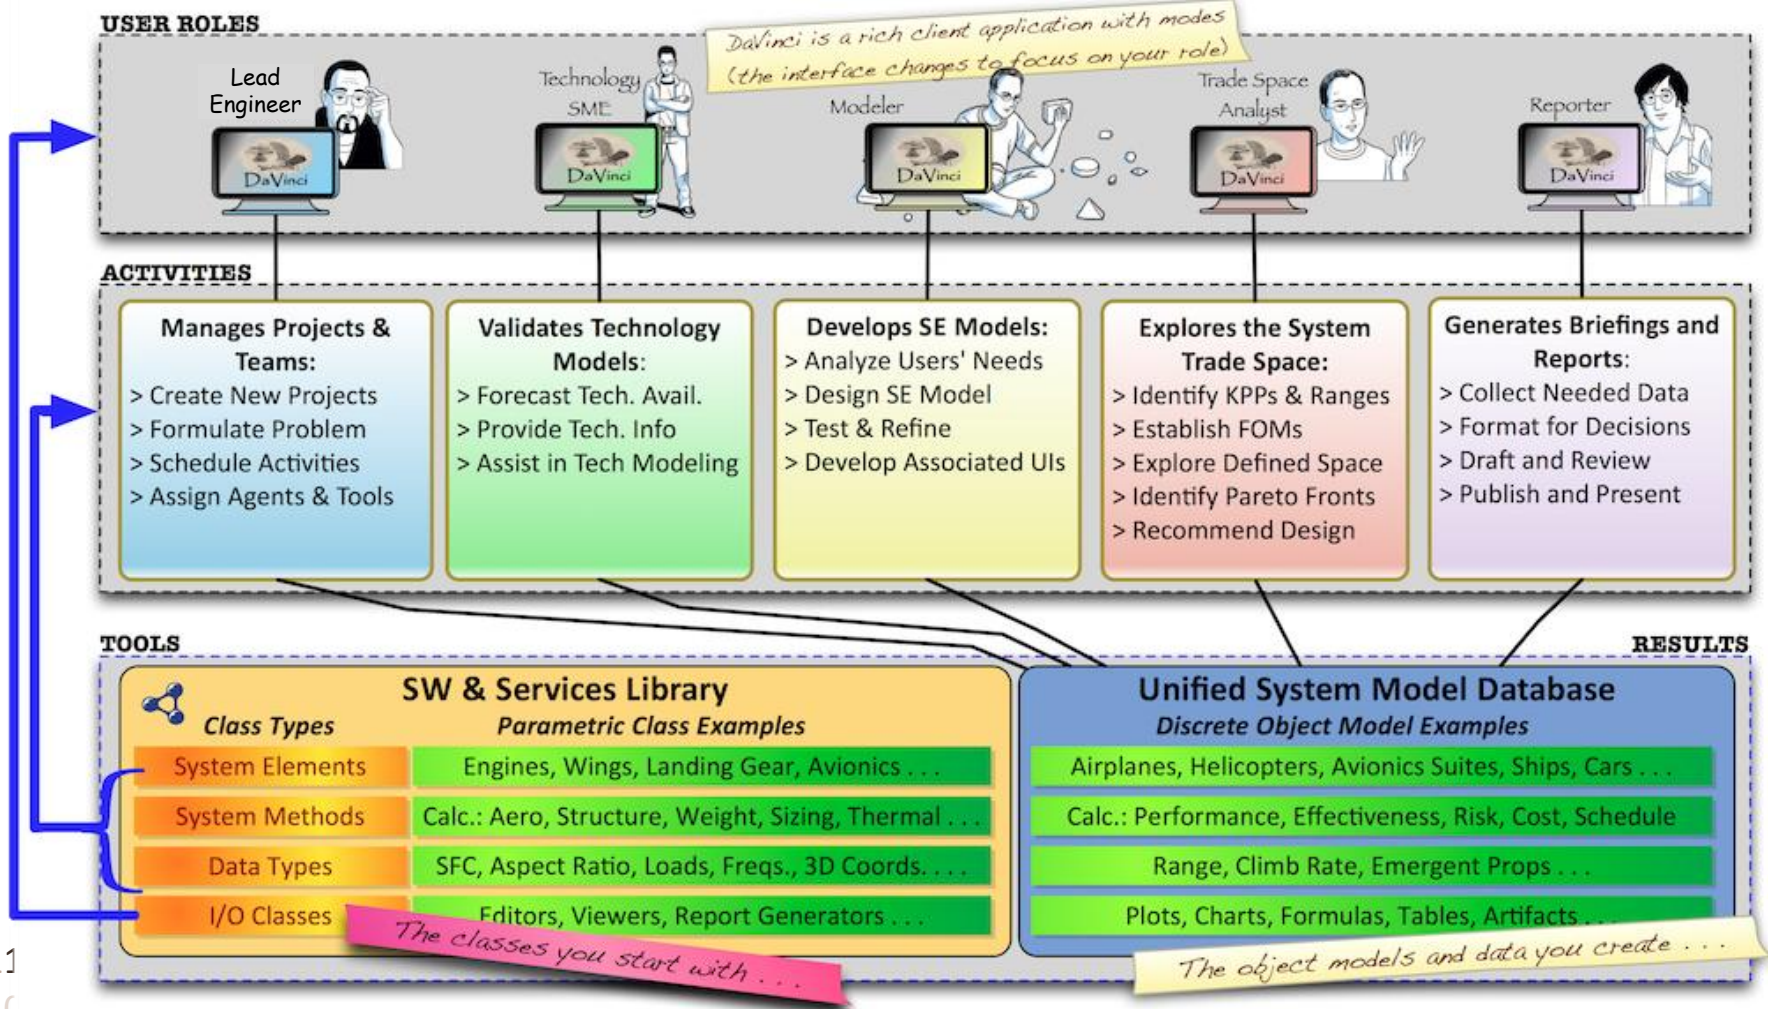 USER ROLES
DaVinci is a rich client application with modes
(the interface changes to focus on your role)
Lead
Engineer
DaVinci
Technology
SME
DaVinci
Modeler
DaVinci
Trade Space
Analyst
DaVinci
Reporter
DaVinci
ACTIVITIES
Manages Projects &
Teams:
> Create New Projects
> Formulate Problem
> Schedule Activities
> Assign Agents & Tools
Validates Technology
Models:
> Forecast Tech. Avail.
> Provide Tech. Info
> Assist in Tech Modeling
Develops SE Models:
> Analyze Users' Needs
> Design SE Model
> Test & Refine
> Develop Associated UIs
Explores the System
Trade Space:
> Identify KPPs & Ranges
> Establish FOMs
> Explore Defined Space
> Identify Pareto Fronts
> Recommend Design
Generates Briefings and
Reports:
> Collect Needed Data
> Format for Decisions
> Draft and Review
> Publish and Present
TOOLS
RESULTS
SW & Services Library
Class Types
Parametric Class Examples
System Elements
Engines, Wings, Landing Gear, Avionics . . .
System Methods
Calc.: Aero, Structure, Weight, Sizing, Thermal . . .
Data Types
SFC, Aspect Ratio, Loads, Freqs., 3D Coords. . . .
I/O Classes
Editors, Viewers, Report Generators . . .
The classes you start with . . .
Unified System Model Database
Discrete Object Model Examples
Airplanes, Helicopters, Avionics Suites, Ships, Cars . . .
Calc.: Performance, Effectiveness, Risk, Cost, Schedule
Range, Climb Rate, Emergent Props . . .
Plots, Charts, Formulas, Tables, Artifacts . . .
The object models and data you create . . .